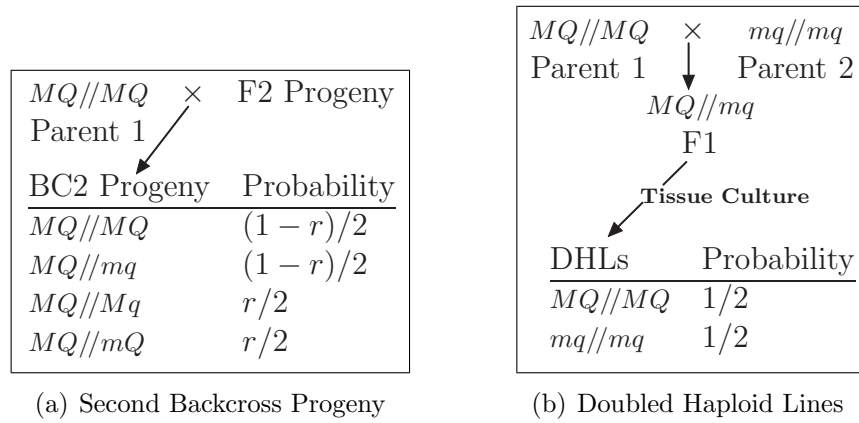 MQ//MQ × F2 Progeny
Parent 1
BC2 Progeny Probability
MQ//MQ (1 − r)/2
MQ//mq (1 − r)/2
MQ//Mq r/2
MQ//mQ r/2
(a) Second Backcross Progeny
MQ//MQ × mq//mq
Parent 1 Parent 2
MQ//mq
F1
Tissue Culture
DHLs Probability
MQ//MQ 1/2
mq//mq 1/2
(b) Doubled Haploid Lines